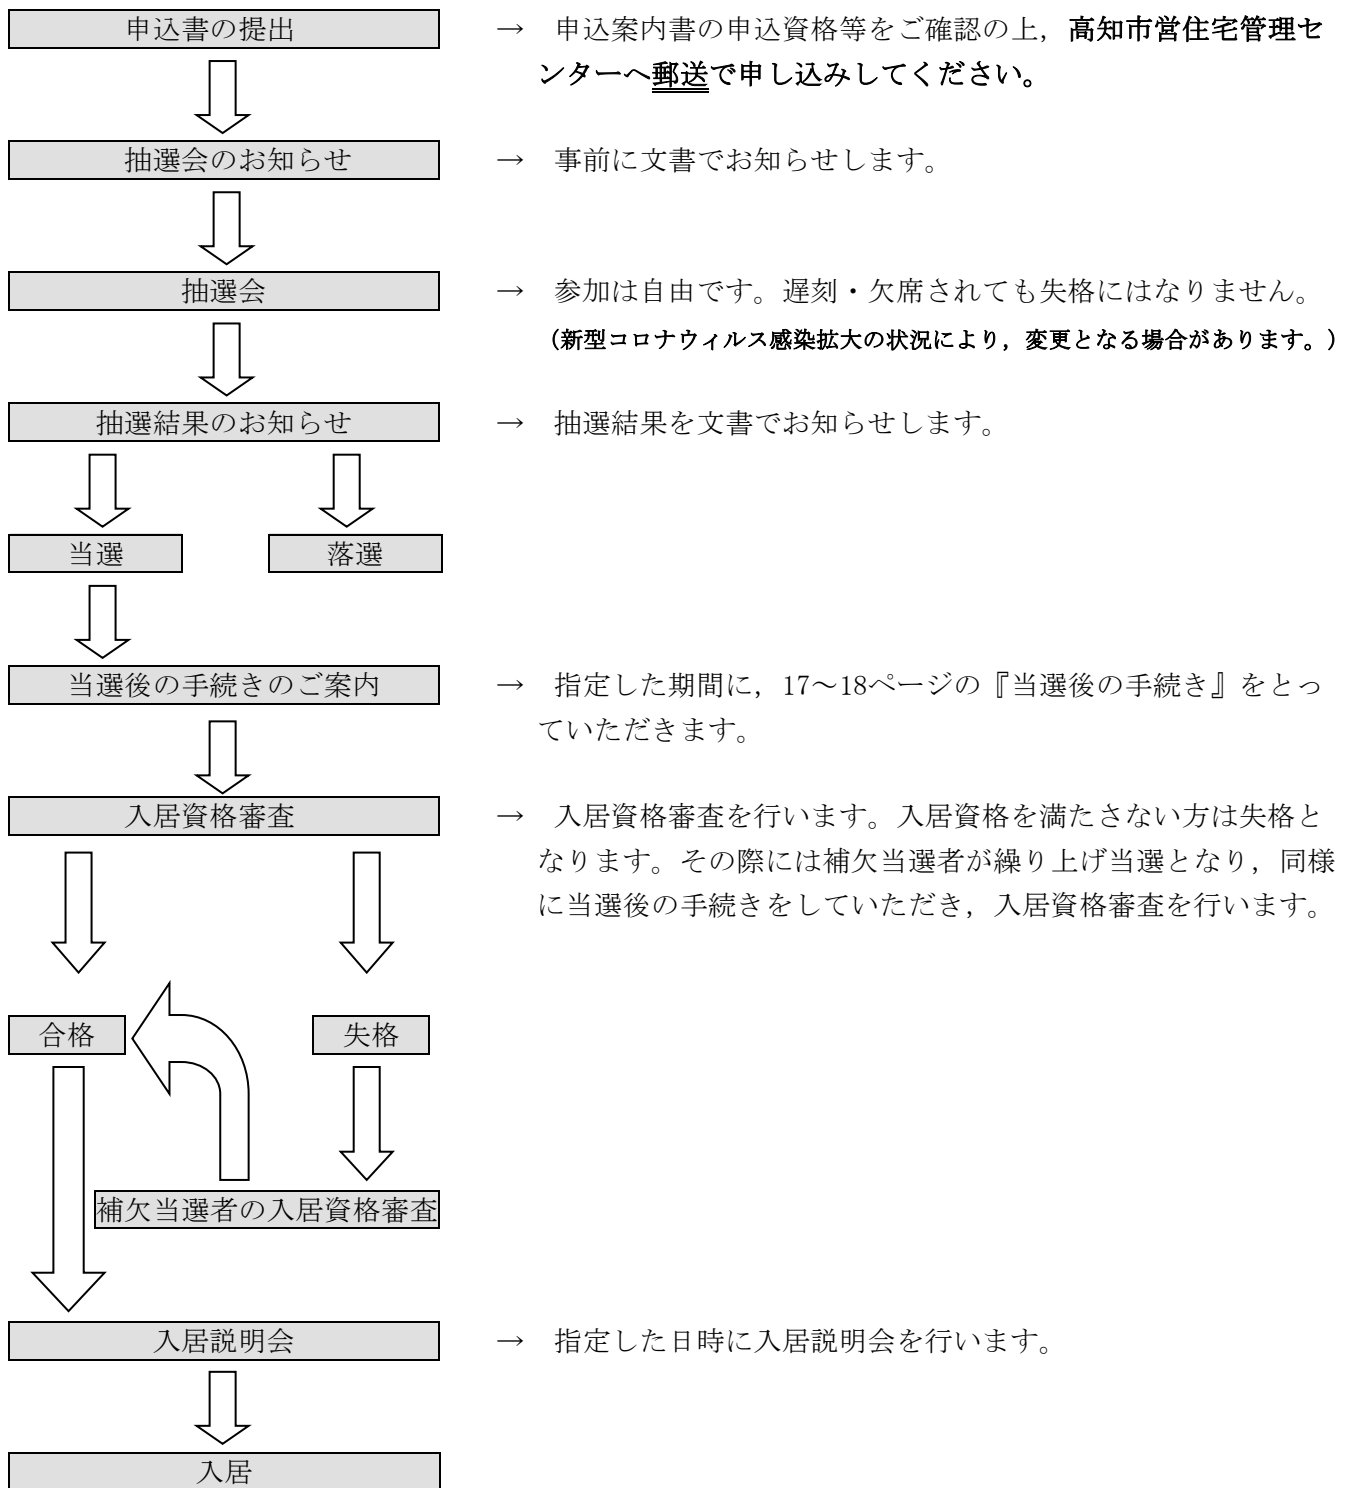 申込書の提出
→ 申込案内書の申込資格等をご確認の上，高知市営住宅管理セ
ンターへ郵送で申し込みしてください。
抽選会のお知らせ
→ 事前に文書でお知らせします。
抽選会
→ 参加は自由です。遅刻・欠席されても失格にはなりません。
（新型コロナウィルス感染拡大の状況により，変更となる場合があります。）
抽選結果のお知らせ
→ 抽選結果を文書でお知らせします。
当選
落選
当選後の手続きのご案内
→ 指定した期間に，17～18ページの『当選後の手続き』をとっ
ていただきます。
入居資格審査
→ 入居資格審査を行います。入居資格を満たさない方は失格と
なります。その際には補欠当選者が繰り上げ当選となり，同様
に当選後の手続きをしていただき，入居資格審査を行います。
合格
失格
補欠当選者の入居資格審査
入居説明会
→ 指定した日時に入居説明会を行います。
入居